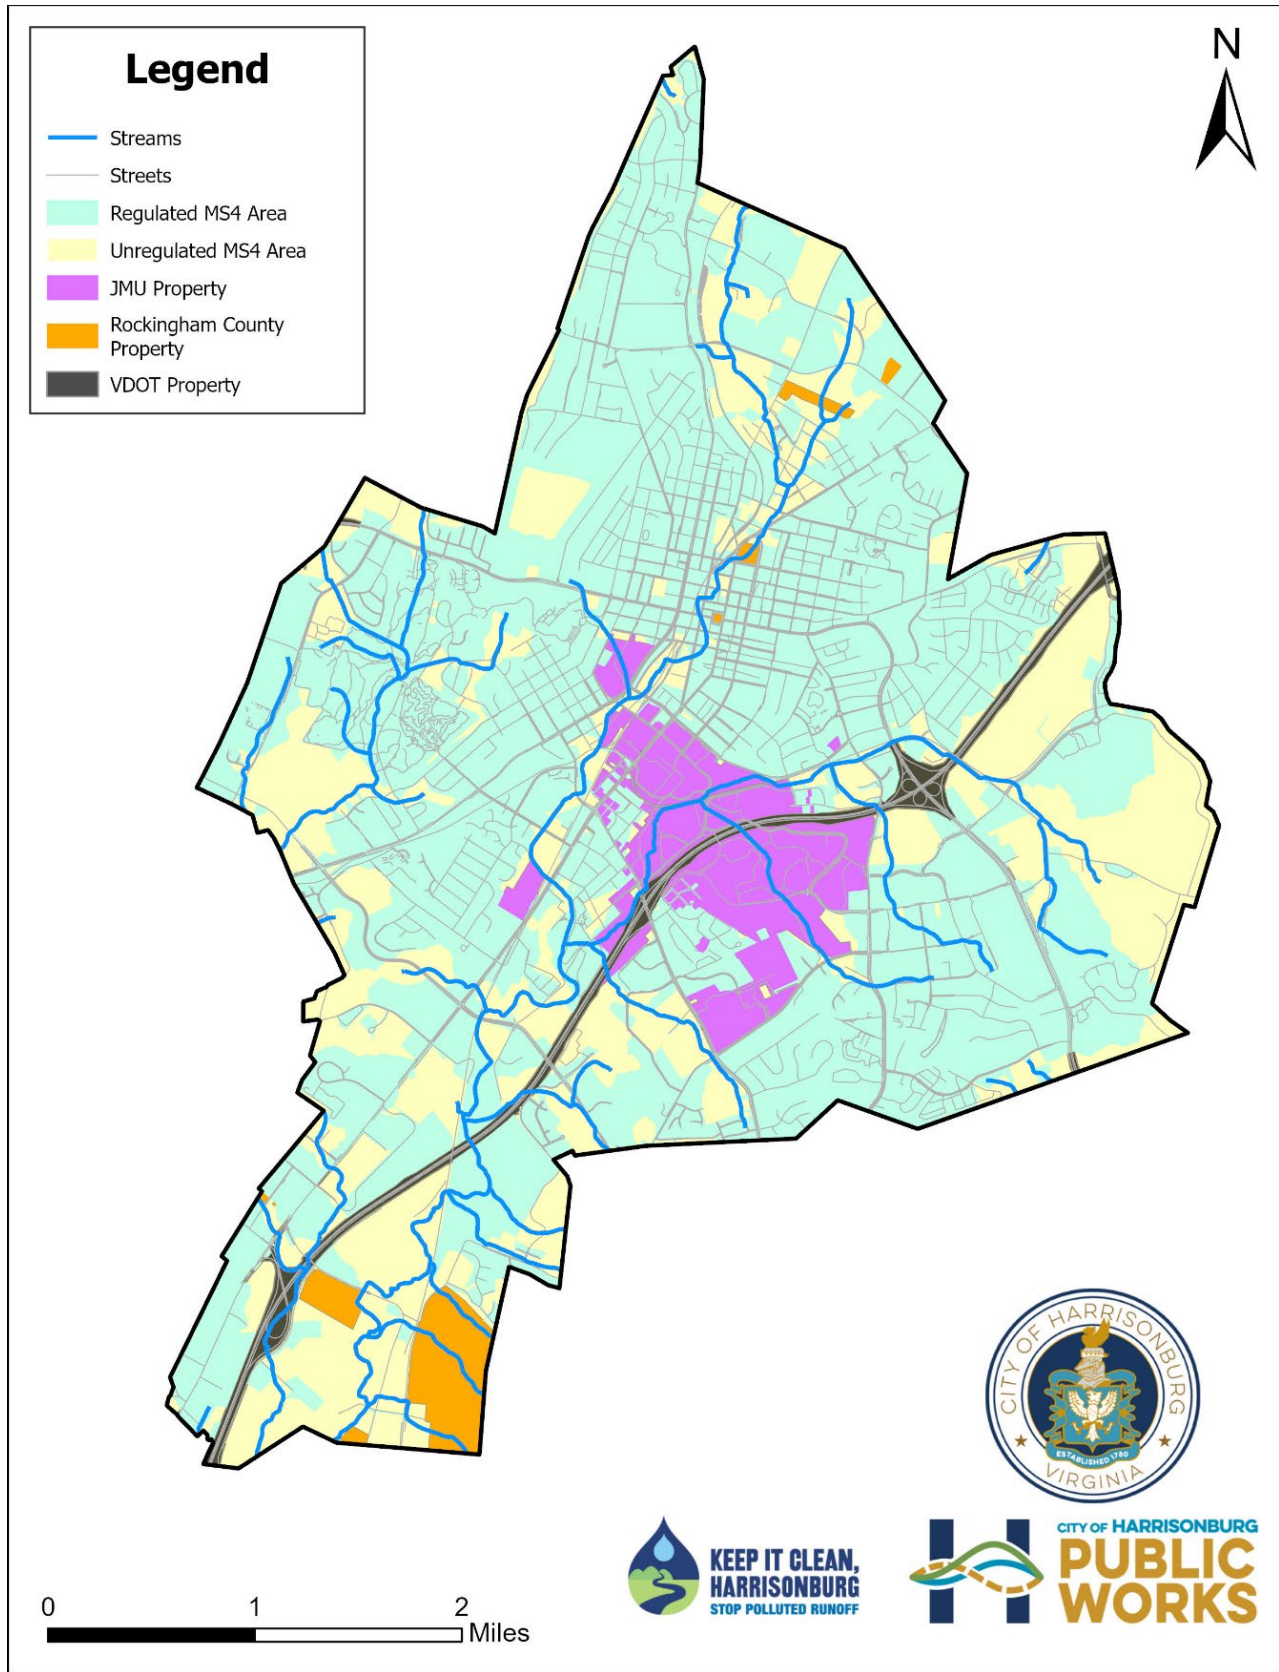 Legend
Streams
Streets
Regulated MS4 Area
Unregulated MS4 Area
JMU Property
Rockingham County
Property
VDOT Property
N
CITY OF HARRISONBURG
ESTABLISHED 1780
VIRGINIA
KEEP IT CLEAN,
HARRISONBURG
STOP POLLUTED RUNOFF
CITY OF HARRISONBURG
PUBLIC
WORKS
0 1 2
Miles